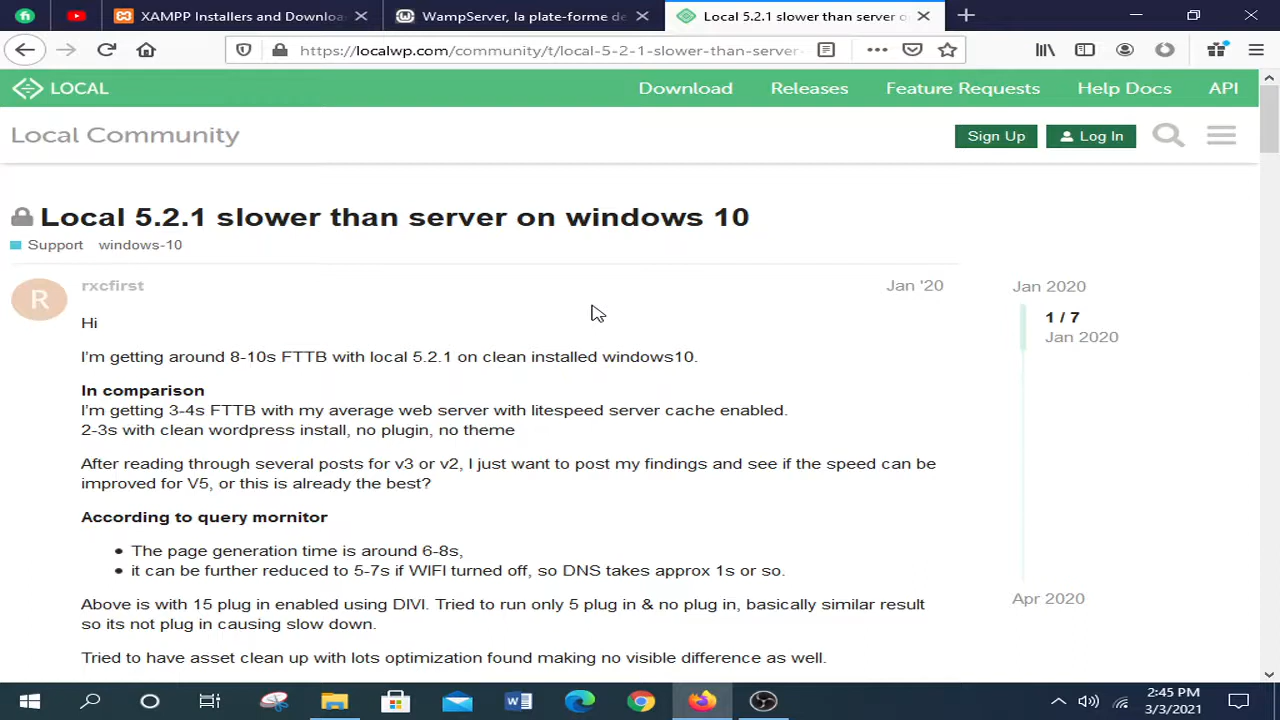 XAMPP Installers and Downloa
WampServer, la plate-forme de
Local 5.2.1 slower than server o
https://localwp.com/community/t/local-5-2-1-slower-than-server-
LOCAL
Download
Releases
Feature Requests
Help Docs
API
Local Community
Sign Up
Log In
Local 5.2.1 slower than server on windows 10
Support windows-10
R
rxcfirst
Jan '20
Jan 2020
1 / 7
Jan 2020
Hi
I'm getting around 8-10s FTTB with local 5.2.1 on clean installed windows10.
In comparison
I'm getting 3-4s FTTB with my average web server with litespeed server cache enabled.
2-3s with clean wordpress install, no plugin, no theme
After reading through several posts for v3 or v2, I just want to post my findings and see if the speed can be
improved for V5, or this is already the best?
According to query mornitor
The page generation time is around 6-8s,
it can be further reduced to 5-7s if WIFI turned off, so DNS takes approx 1s or so.
Above is with 15 plug in enabled using DIVI. Tried to run only 5 plug in & no plug in, basically similar result
so its not plug in causing slow down.
Apr 2020
Tried to have asset clean up with lots optimization found making no visible difference as well.
2:45 PM
3/3/2021